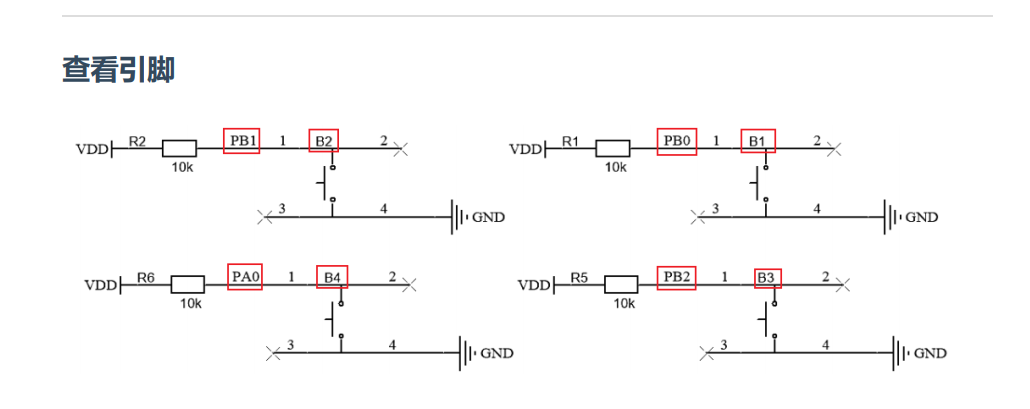 查看引脚
VDD R2 10k PB1 1 B2 2
3 4 GND
VDD R1 10k PB0 1 B1 2
3 4 GND
VDD R6 10k PA0 1 B4 2
3 4 GND
VDD R5 10k PB2 1 B3 2
3 4 GND